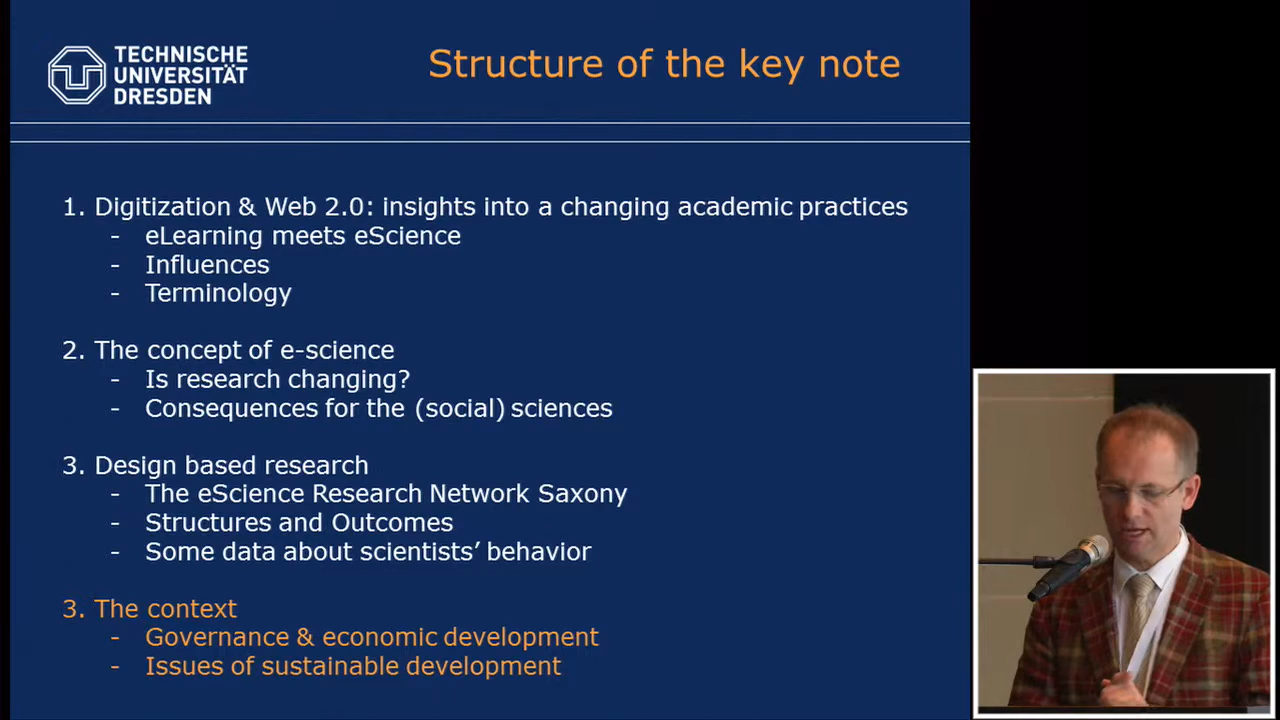 TECHNISCHE
UNIVERSITÄT
DRESDEN
Structure of the key note
1. Digitization & Web 2.0: insights into a changing academic practices
- eLearning meets eScience
- Influences
- Terminology
2. The concept of e-science
- Is research changing?
- Consequences for the (social) sciences
3. Design based research
- The eScience Research Network Saxony
- Structures and Outcomes
- Some data about scientists’ behavior
3. The context
- Governance & economic development
- Issues of sustainable development